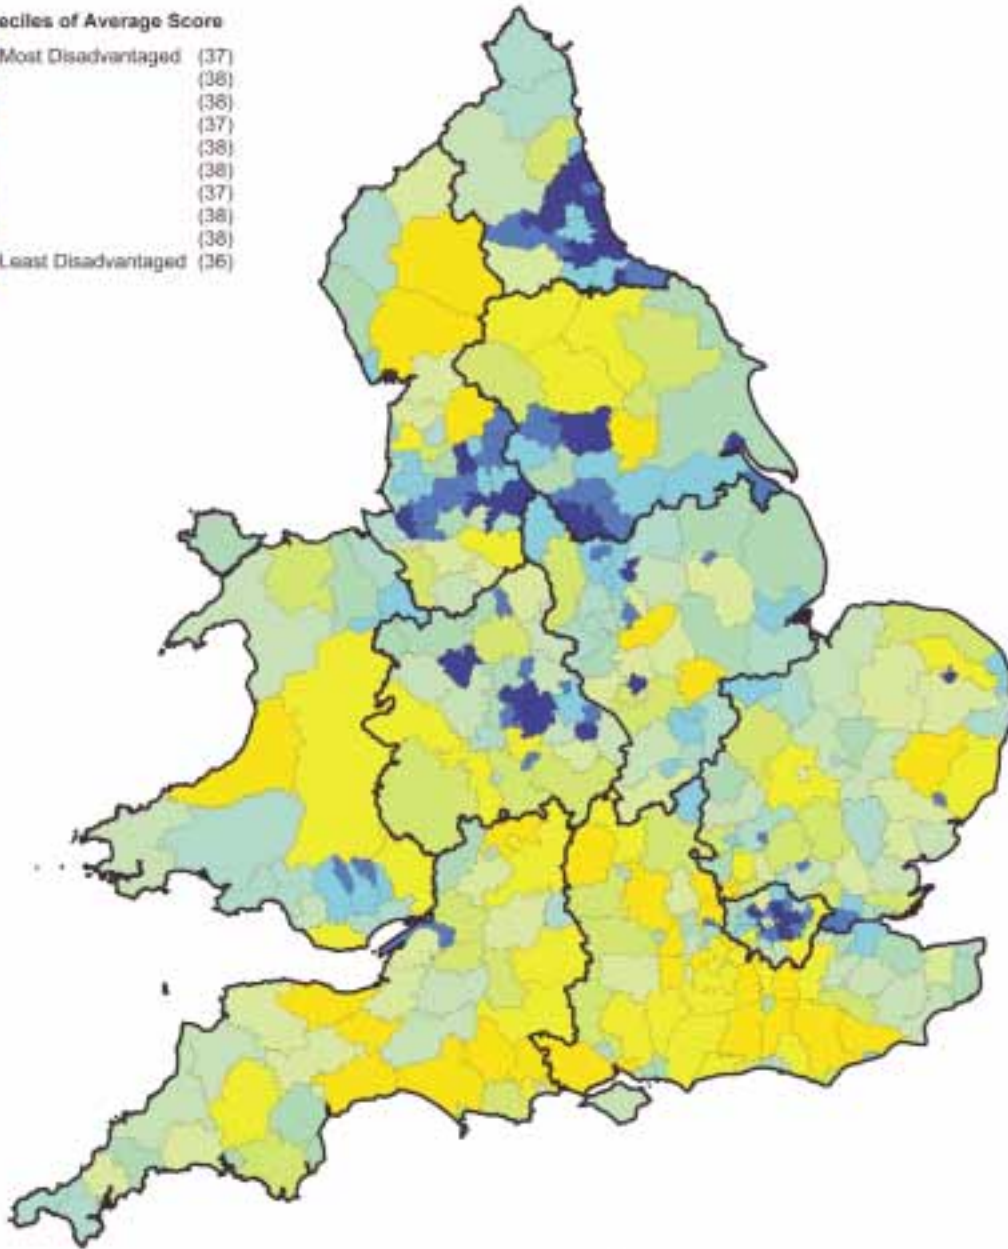 eciles of Average Score
Most Disadvantaged (37)
(38)
(38)
(37)
(38)
(38)
(37)
(38)
(38)
Least Disadvantaged (36)